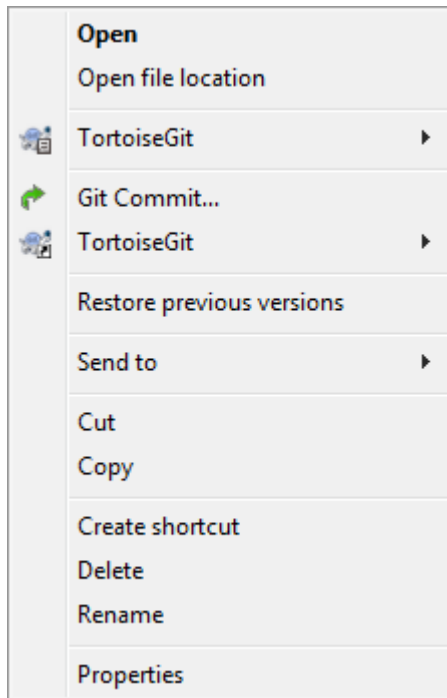 Open
Open file location
TortoiseGit
Git Commit...
TortoiseGit
Restore previous versions
Send to
Cut
Copy
Create shortcut
Delete
Rename
Properties